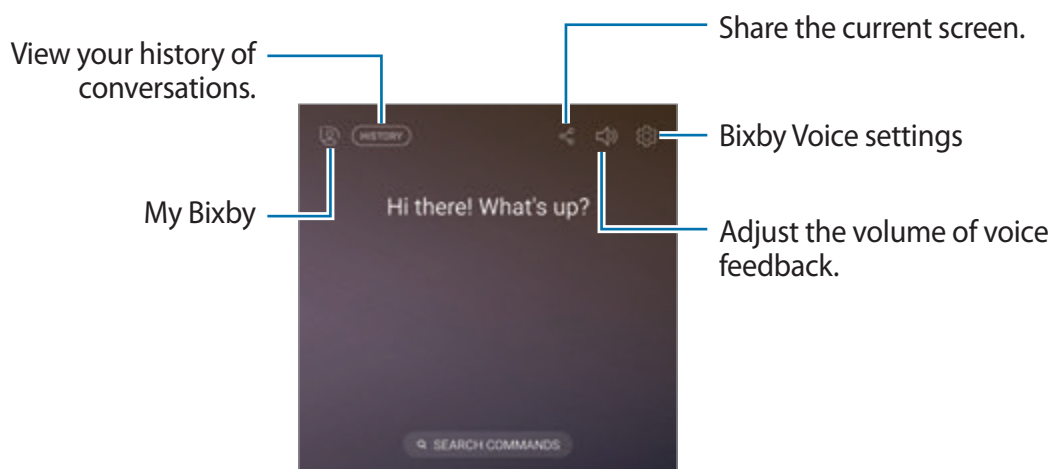 Share the current screen.
View your history of
conversations.
HISTORY
Bixby Voice settings
My Bixby
Hi there! What's up?
Adjust the volume of voice
feedback.
SEARCH COMMANDS